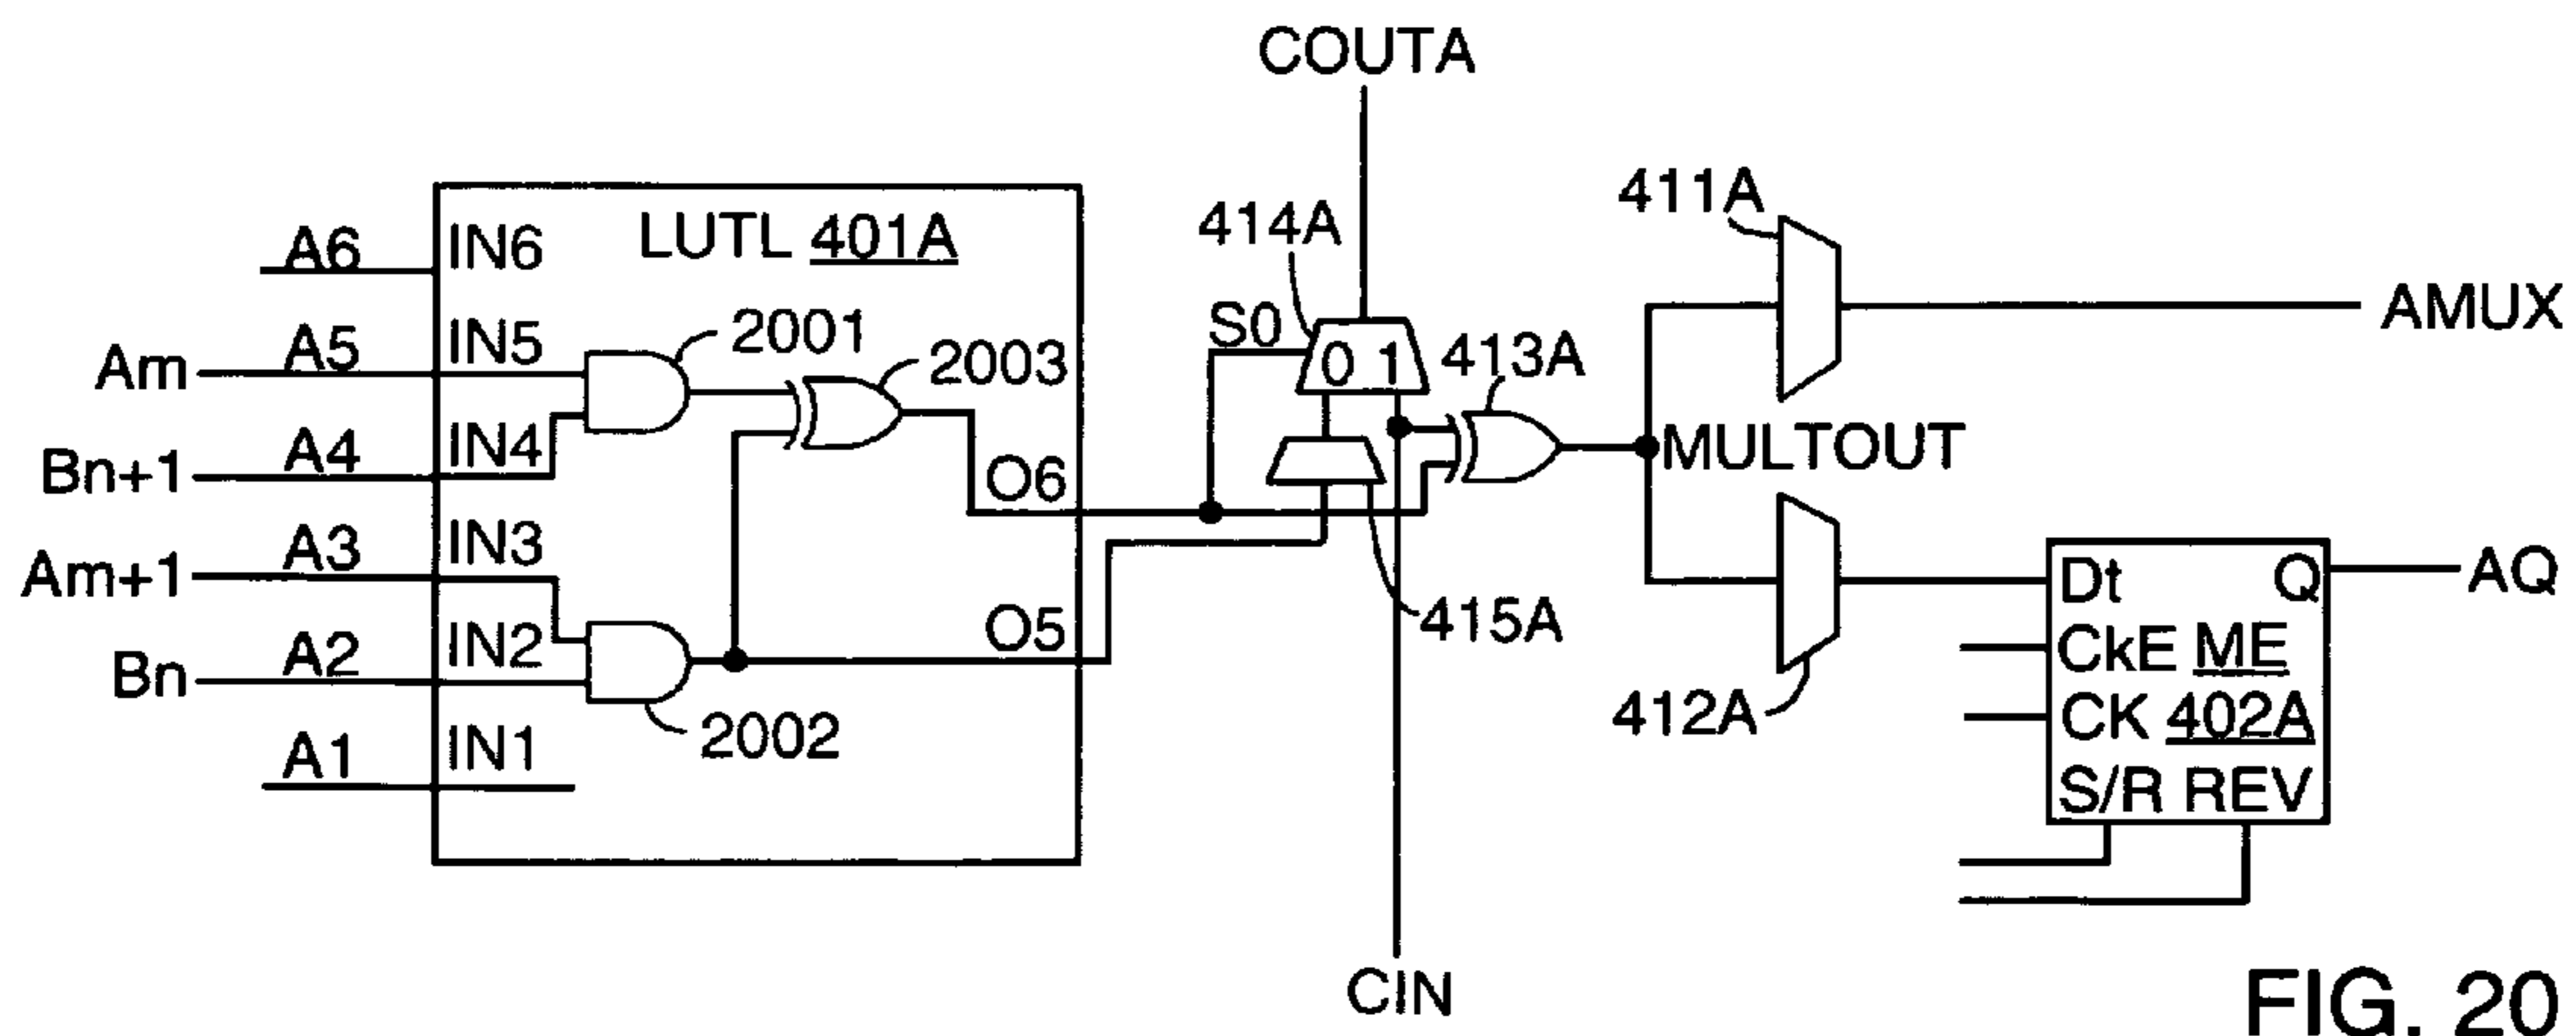 COUTA
411A
414A
LUTL 401A
A6 IN6
S0
2001
AMUX
Am A5 IN5
2003
0 1
413A
Bn+1 A4 IN4
O6
MULTOUT
Am+1 A3 IN3
Dt Q AQ
415A
O5
Bn A2 IN2
CkE ME
412A
CK 402A
2002
A1 IN1
S/R REV
CIN
FIG. 20